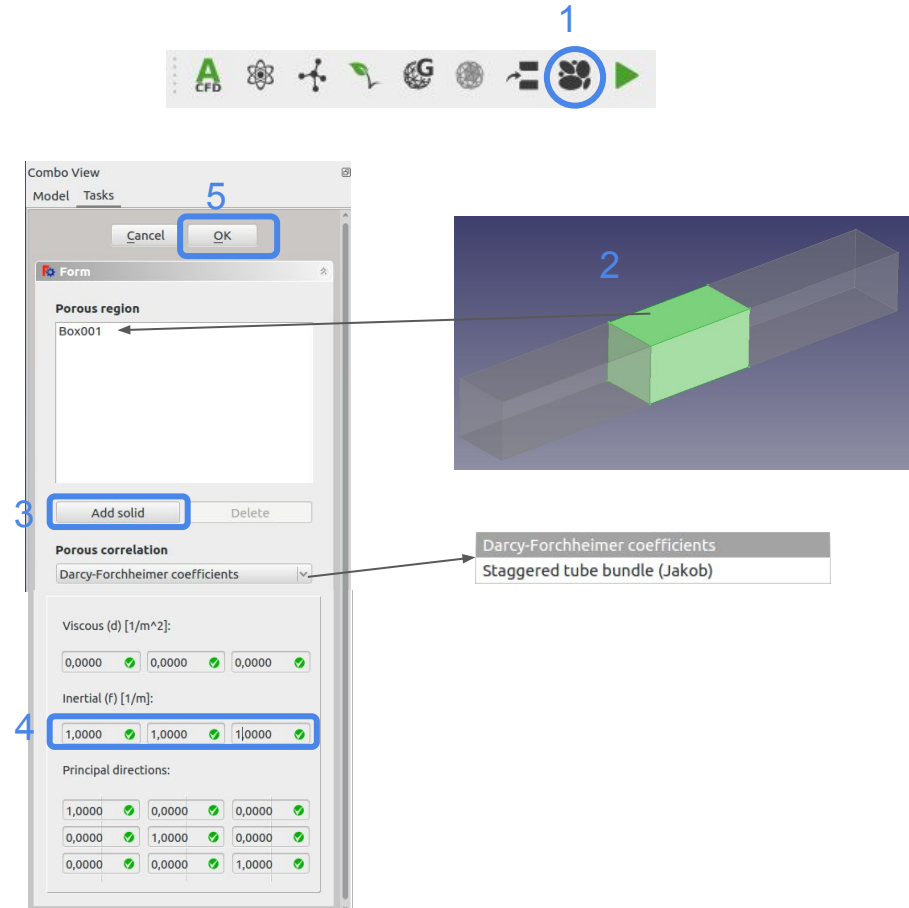 1
A
CFD
G
Combo View
Model Tasks
5
Cancel OK
Form
2
Porous region
Box001
3
Add solid Delete
Porous correlation
Darcy-Forchheimer coefficients
Darcy-Forchheimer coefficients
Staggered tube bundle (Jakob)
Viscous (d) [1/m^2]:
0,0000 0,0000 0,0000
Inertial (f) [1/m]:
4
1,0000 1,0000 1,0000
Principal directions:
1,0000 0,0000 0,0000
0,0000 1,0000 0,0000
0,0000 0,0000 1,0000